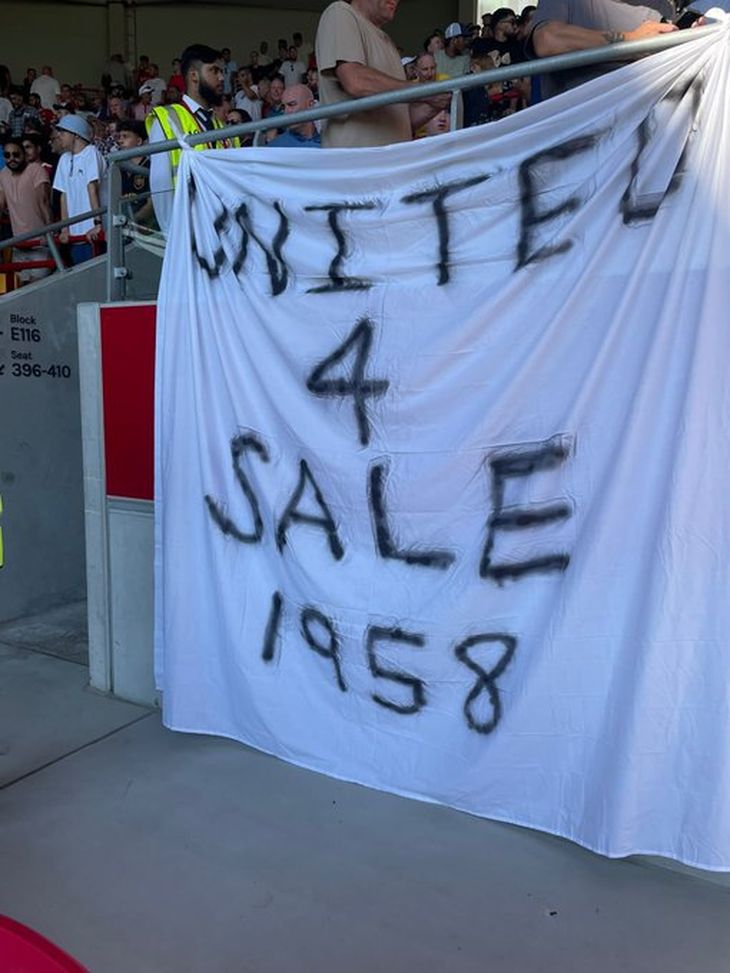 Block
E116
Seat
396-410
UNITED
4
SALE
1958